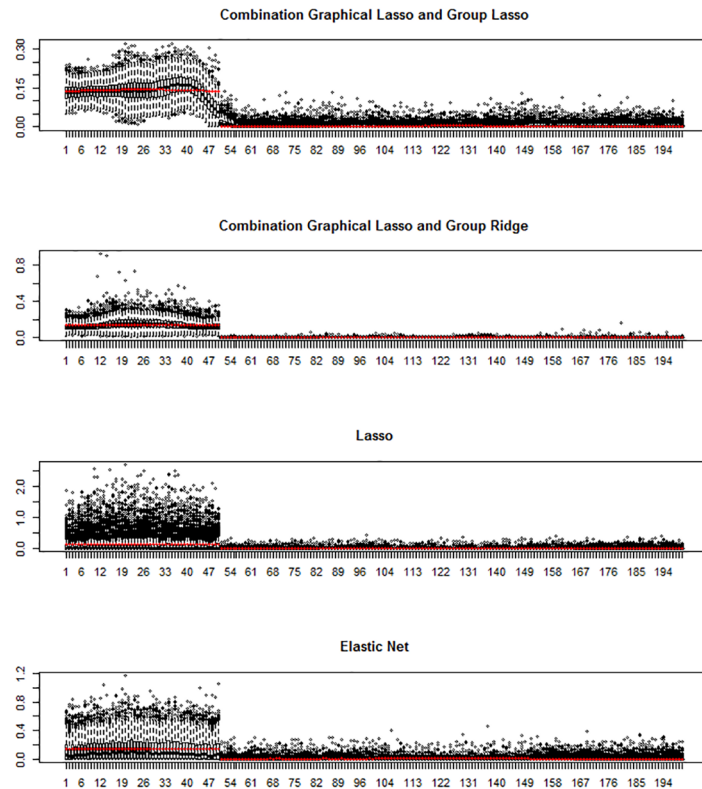 Combination Graphical Lasso and Group Lasso
0.30
0.15
0.00
1 6 12 19 26 33 40 47 54 61 68 75 82 89 96 104 113 122 131 140 149 158 167 176 185 194
Combination Graphical Lasso and Group Ridge
0.8
0.4
0.0
1 6 12 19 26 33 40 47 54 61 68 75 82 89 96 104 113 122 131 140 149 158 167 176 185 194
Lasso
2.0
1.0
0.0
1 6 12 19 26 33 40 47 54 61 68 75 82 89 96 104 113 122 131 140 149 158 167 176 185 194
Elastic Net
1.2
0.8
0.4
0.0
1 6 12 19 26 33 40 47 54 61 68 75 82 89 96 104 113 122 131 140 149 158 167 176 185 194